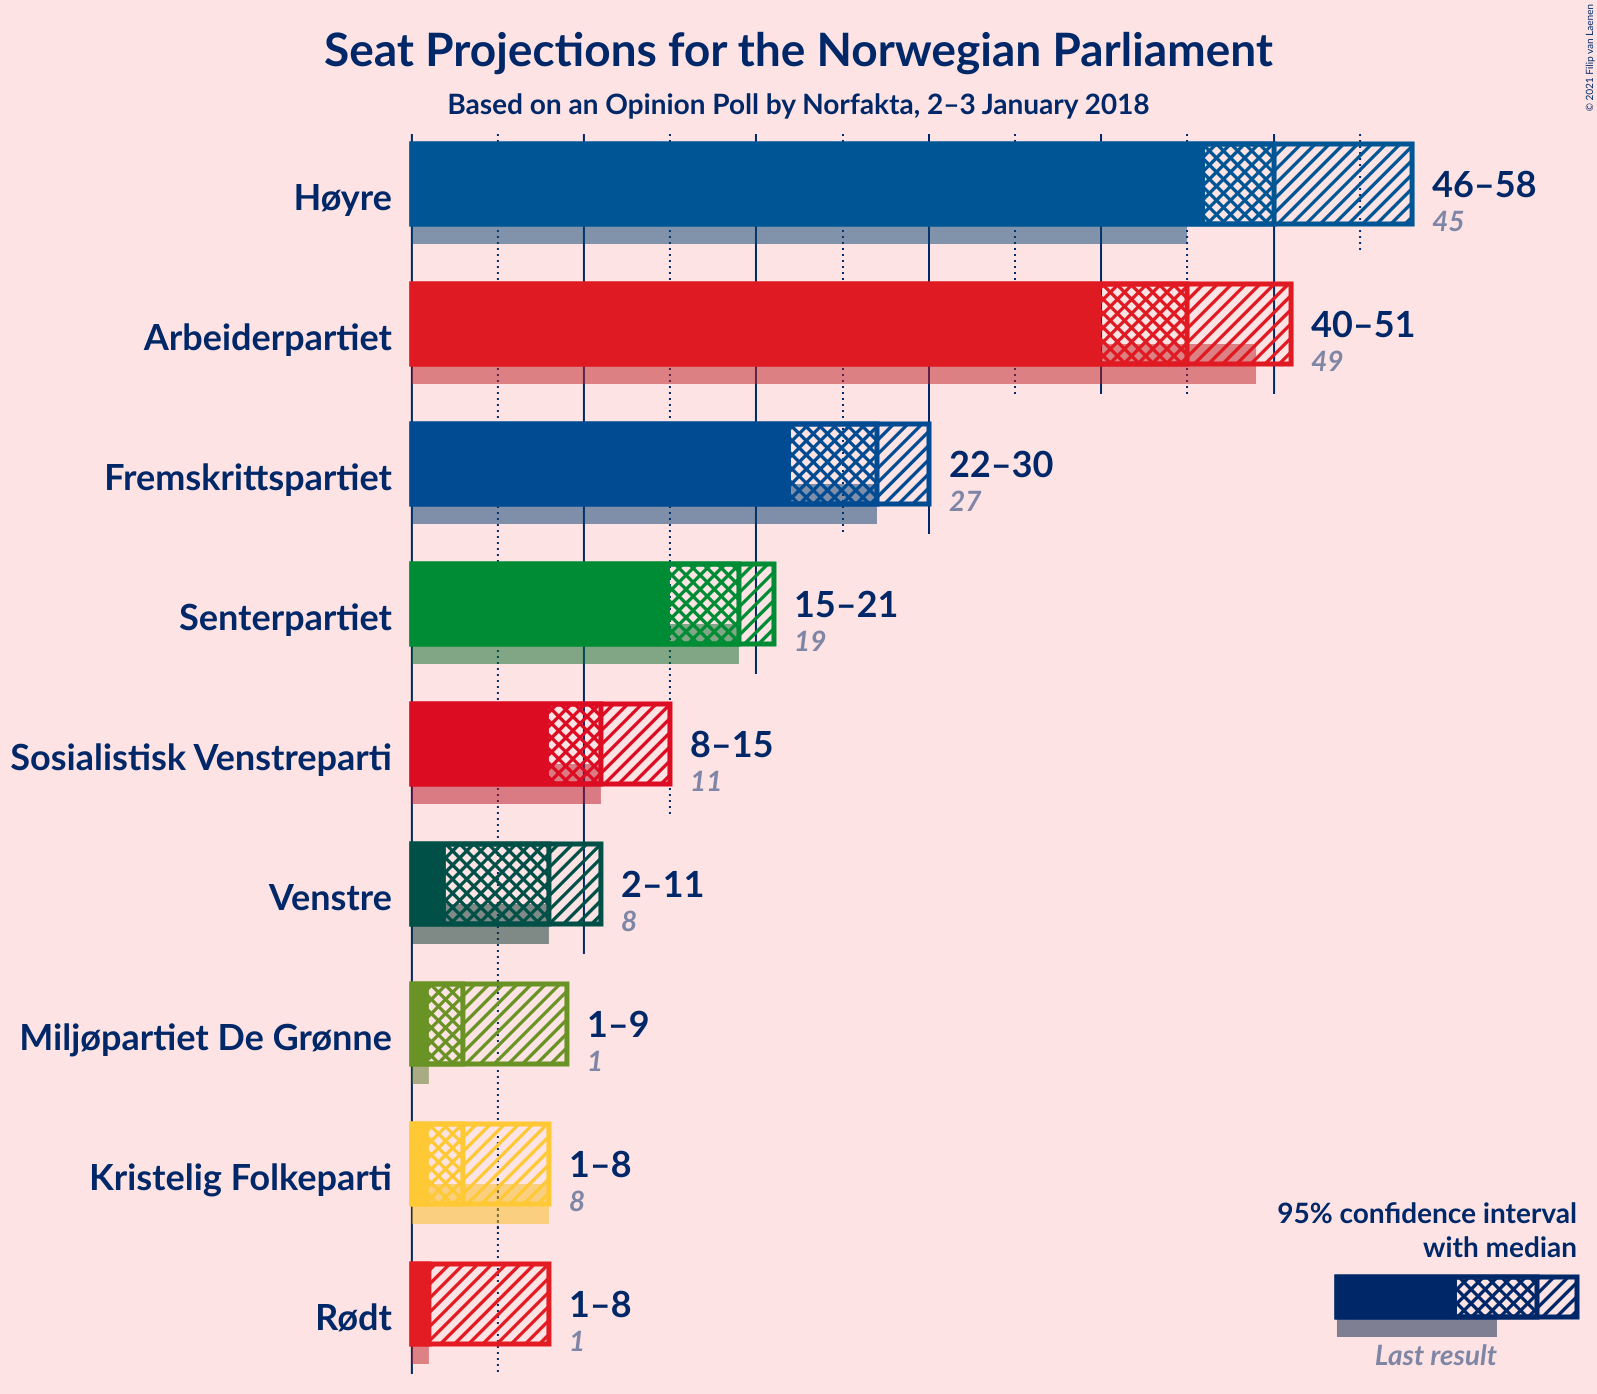 Seat Projections for the Norwegian Parliament
Based on an Opinion Poll by Norfakta, 2–3 January 2018
© 2021 Filip van Laenen
Høyre
46–58
45
Arbeiderpartiet
40–51
49
Fremskrittspartiet
22–30
27
Senterpartiet
15–21
19
Sosialistisk Venstreparti
8–15
11
Venstre
2–11
8
Miljøpartiet De Grønne
1–9
1
Kristelig Folkeparti
1–8
8
Rødt
1–8
1
95% confidence interval
with median
Last result